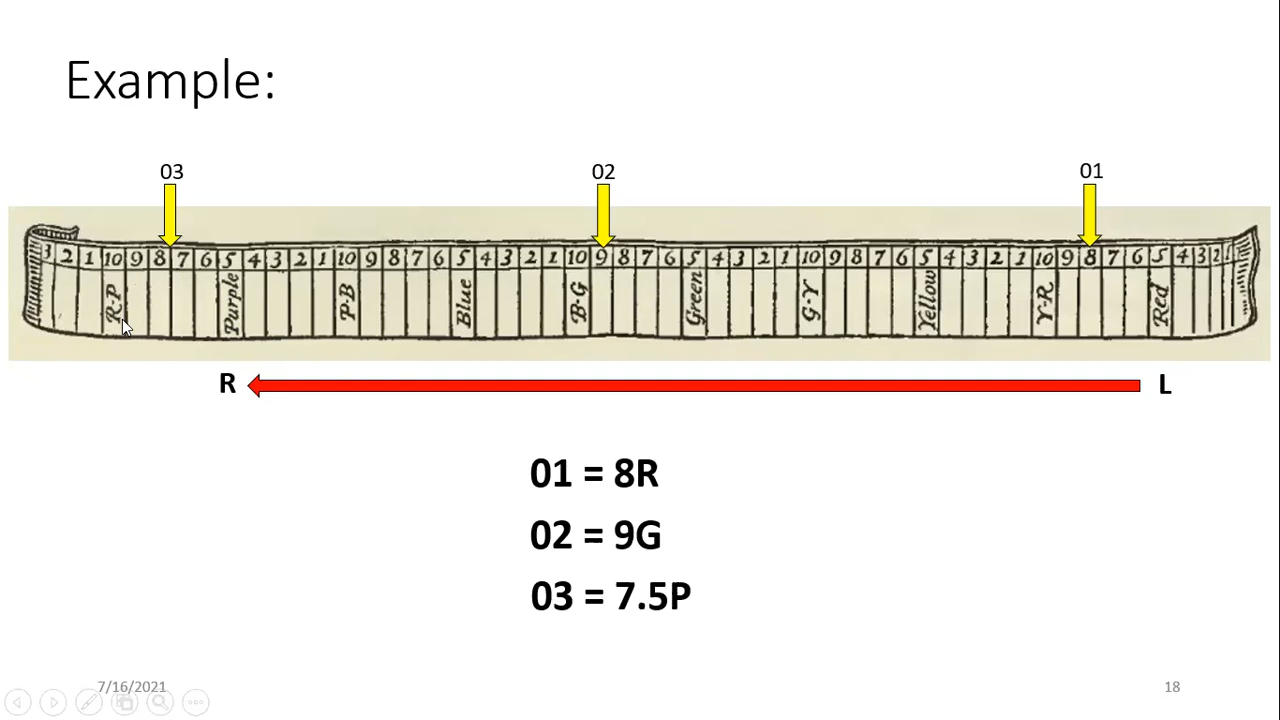 Example:
03 02 01
3 2 1 10 9 8 7 6 5 4 3 2 1 10 9 8 7 6 5 4 3 2 1 10 9 8 7 6 5 4 3 2 1 10 9 8 7 6 5 4 3 2 1 10 9 8 7 6 5 4 3 2 1
R·P Purple P·B Blue B·G Green G·Y Yellow Y·R Red
R L
01 = 8R
02 = 9G
03 = 7.5P
7/16/2021 18